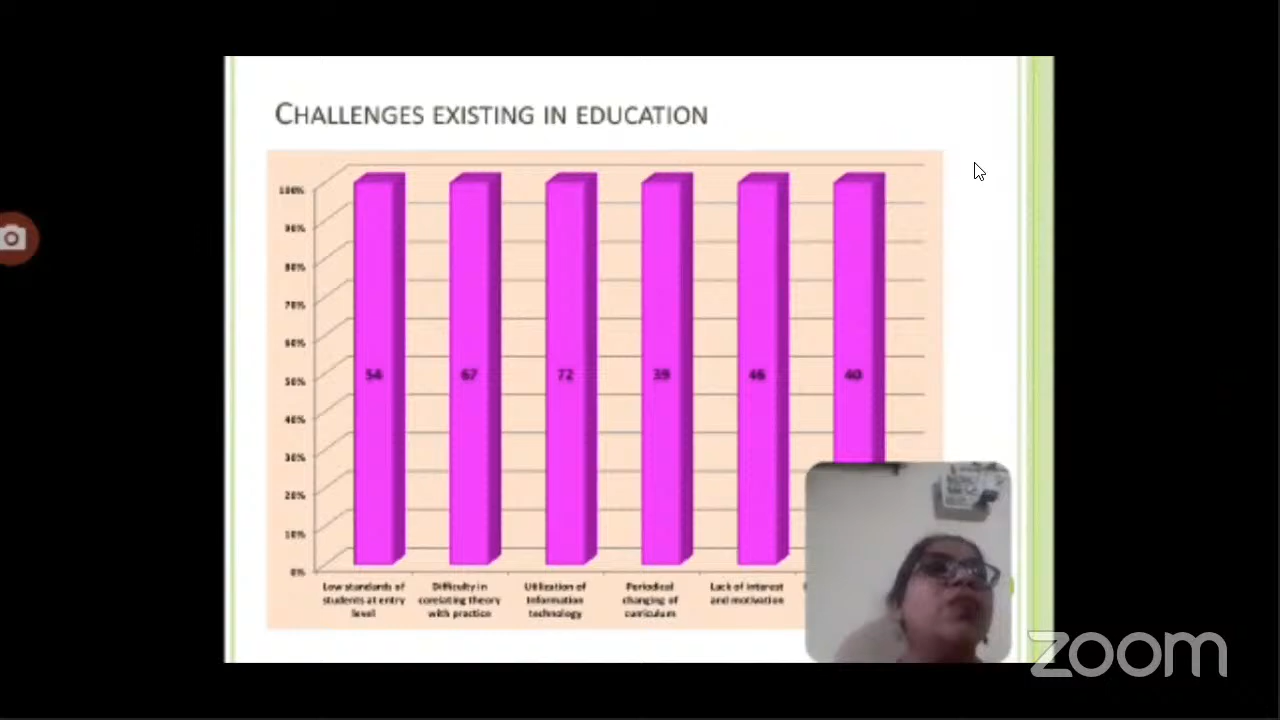 CHALLENGES EXISTING IN EDUCATION
100%
90%
80%
70%
60%
50%
40%
30%
20%
10%
0%
54 67 72 39 46 40
Low standards of
students at entry
level
Difficulty in
corelating theory
with practice
Utilization of
Information
technology
Periodical
changing of
curriculum
Lack of interest
and motivation
zoom